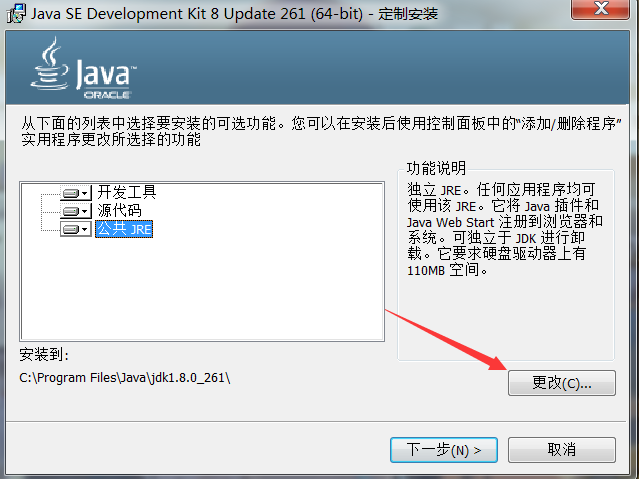 Java SE Development Kit 8 Update 261 (64-bit) - 定制安装
Java™
ORACLE
从下面的列表中选择要安装的可选功能。您可以在安装后使用控制面板中的“添加/删除程序”
实用程序更改所选择的功能
开发工具
源代码
公共 JRE
功能说明
独立 JRE。任何应用程序均可
使用该 JRE。它将 Java 插件和
Java Web Start 注册到浏览器和
系统。可独立于 JDK 进行卸
载。它要求硬盘驱动器上有
110MB 空间。
安装到:
C:\Program Files\Java\jdk1.8.0_261\
更改(C)...
下一步(N) >
取消